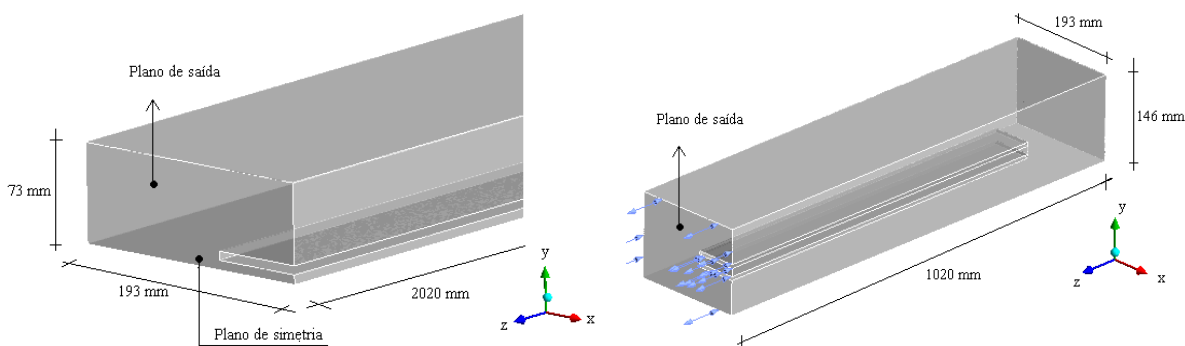 Plano de saída
73 mm
193 mm
2020 mm
Plano de simetria
y
x
z
193 mm
Plano de saída
146 mm
1020 mm
y
x
z